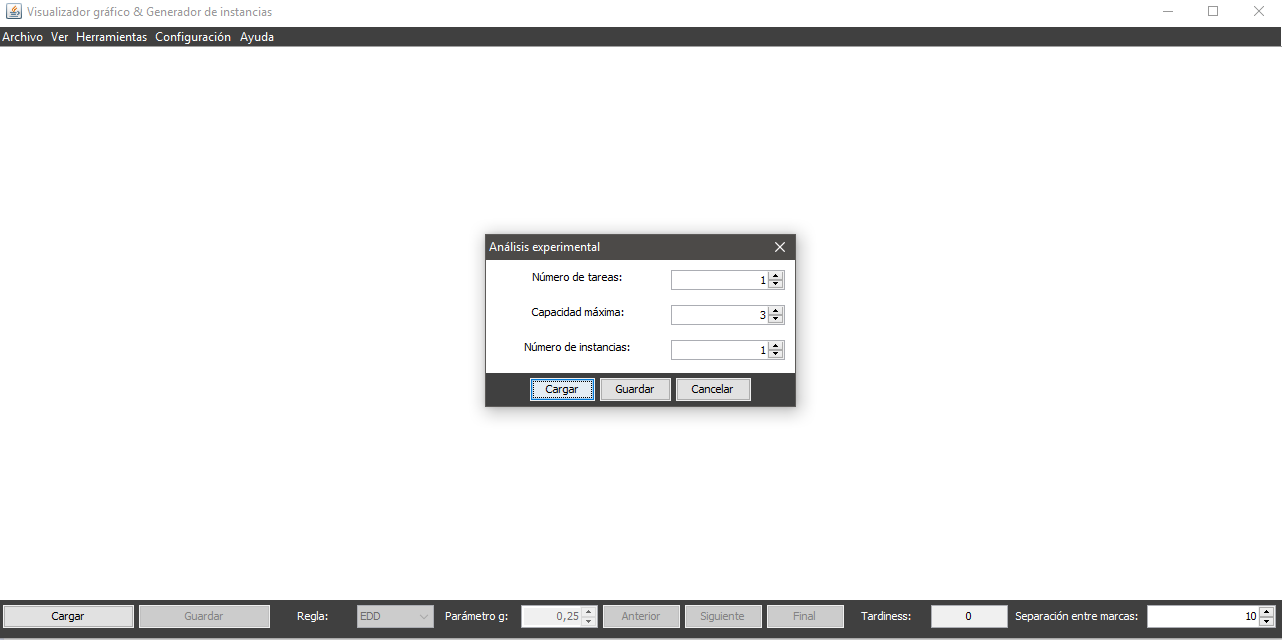 Visualizador gráfico & Generador de instancias
Archivo Ver Herramientas Configuración Ayuda
Análisis experimental
Número de tareas: 1
Capacidad máxima: 3
Número de instancias: 1
Cargar Guardar Cancelar
Cargar Guardar Regla: EDD Parámetro g: 0,25 Anterior Siguiente Final Tardiness: 0 Separación entre marcas: 10